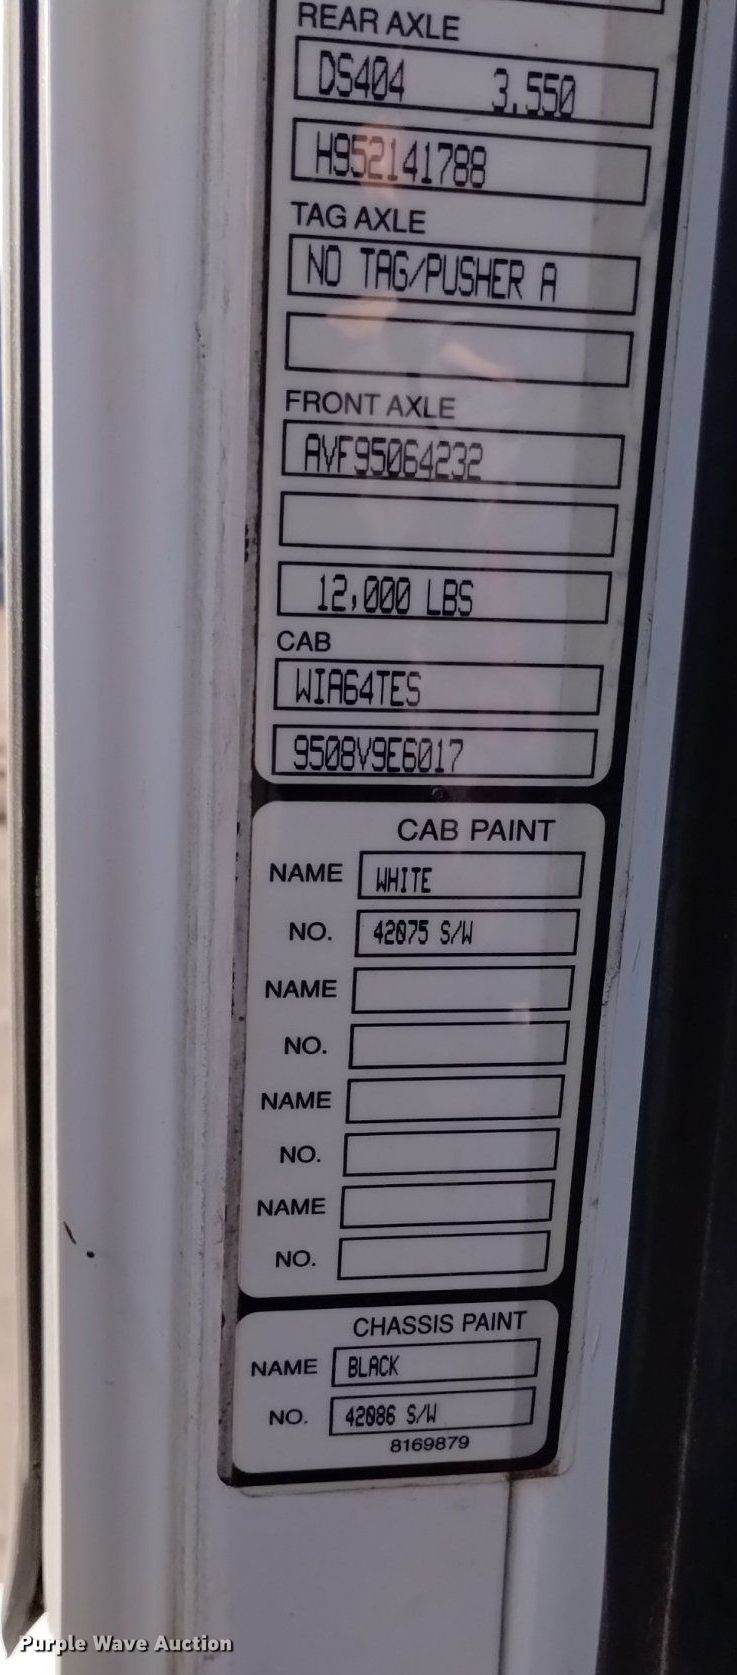 REAR AXLE
DS404 3.550
H952141788
TAG AXLE
NO TAG/PUSHER A
FRONT AXLE
AVF95064232
12,000 LBS
CAB
WIA64TES
9508V9E6017
CAB PAINT
NAME WHITE
NO. 42075 S/W
NAME
NO.
NAME
NO.
NAME
NO.
CHASSIS PAINT
NAME BLACK
NO. 42086 S/W
8169879
Purple Wave Auction